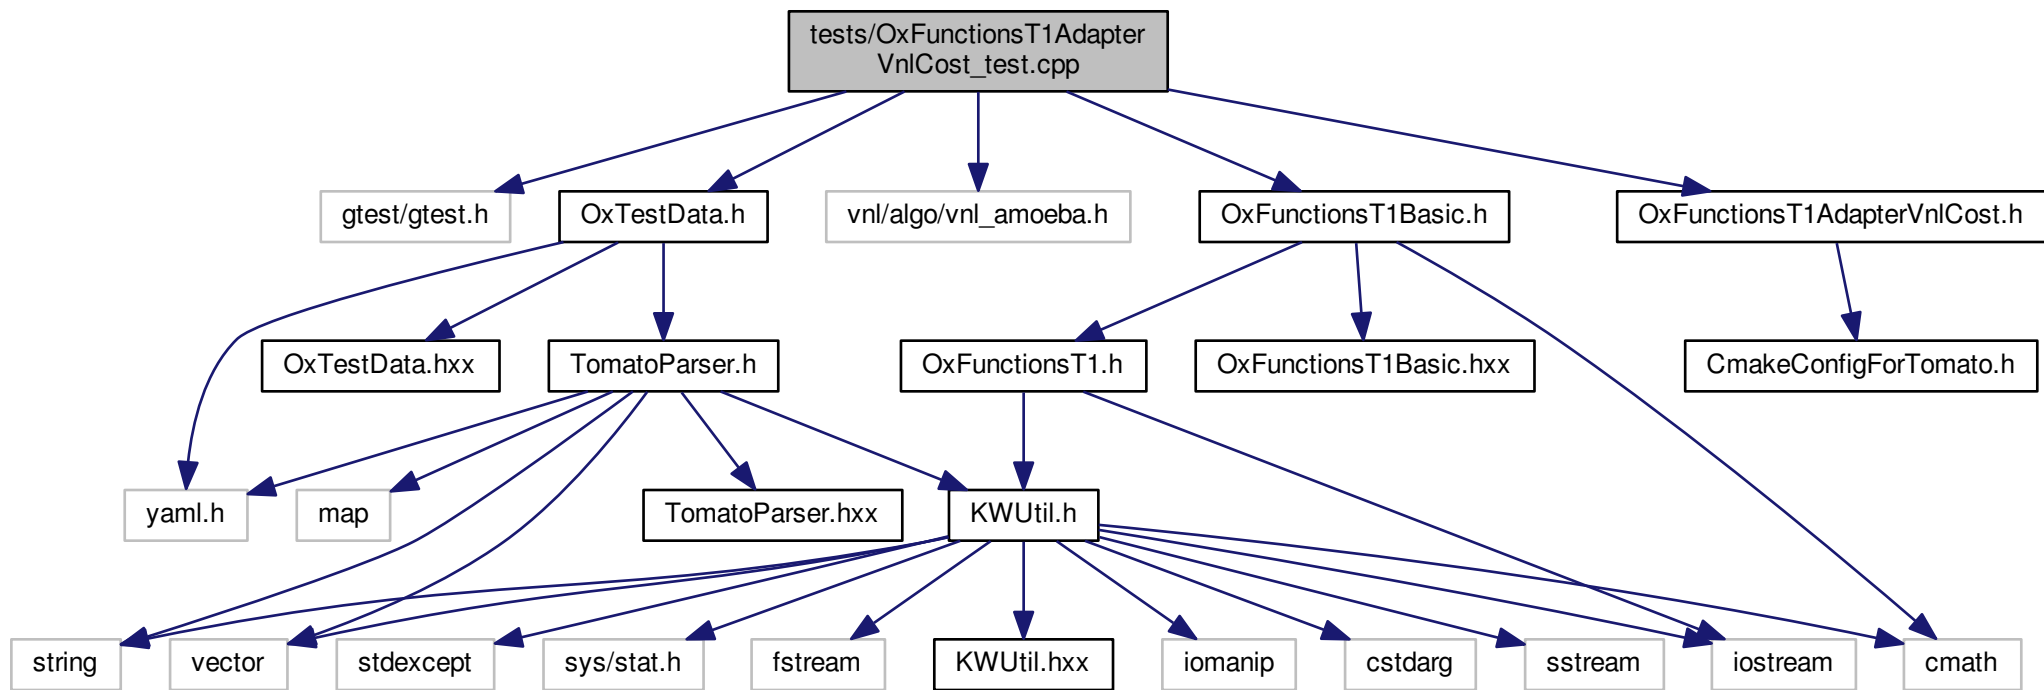 tests/OxFunctionsT1Adapter
VnlCost_test.cpp
gtest/gtest.h
OxTestData.h
vnl/algo/vnl_amoeba.h
OxFunctionsT1Basic.h
OxFunctionsT1AdapterVnlCost.h
OxTestData.hxx
TomatoParser.h
OxFunctionsT1.h
OxFunctionsT1Basic.hxx
CmakeConfigForTomato.h
yaml.h
map
TomatoParser.hxx
KWUtil.h
string
vector
stdexcept
sys/stat.h
fstream
KWUtil.hxx
iomanip
cstdarg
sstream
iostream
cmath